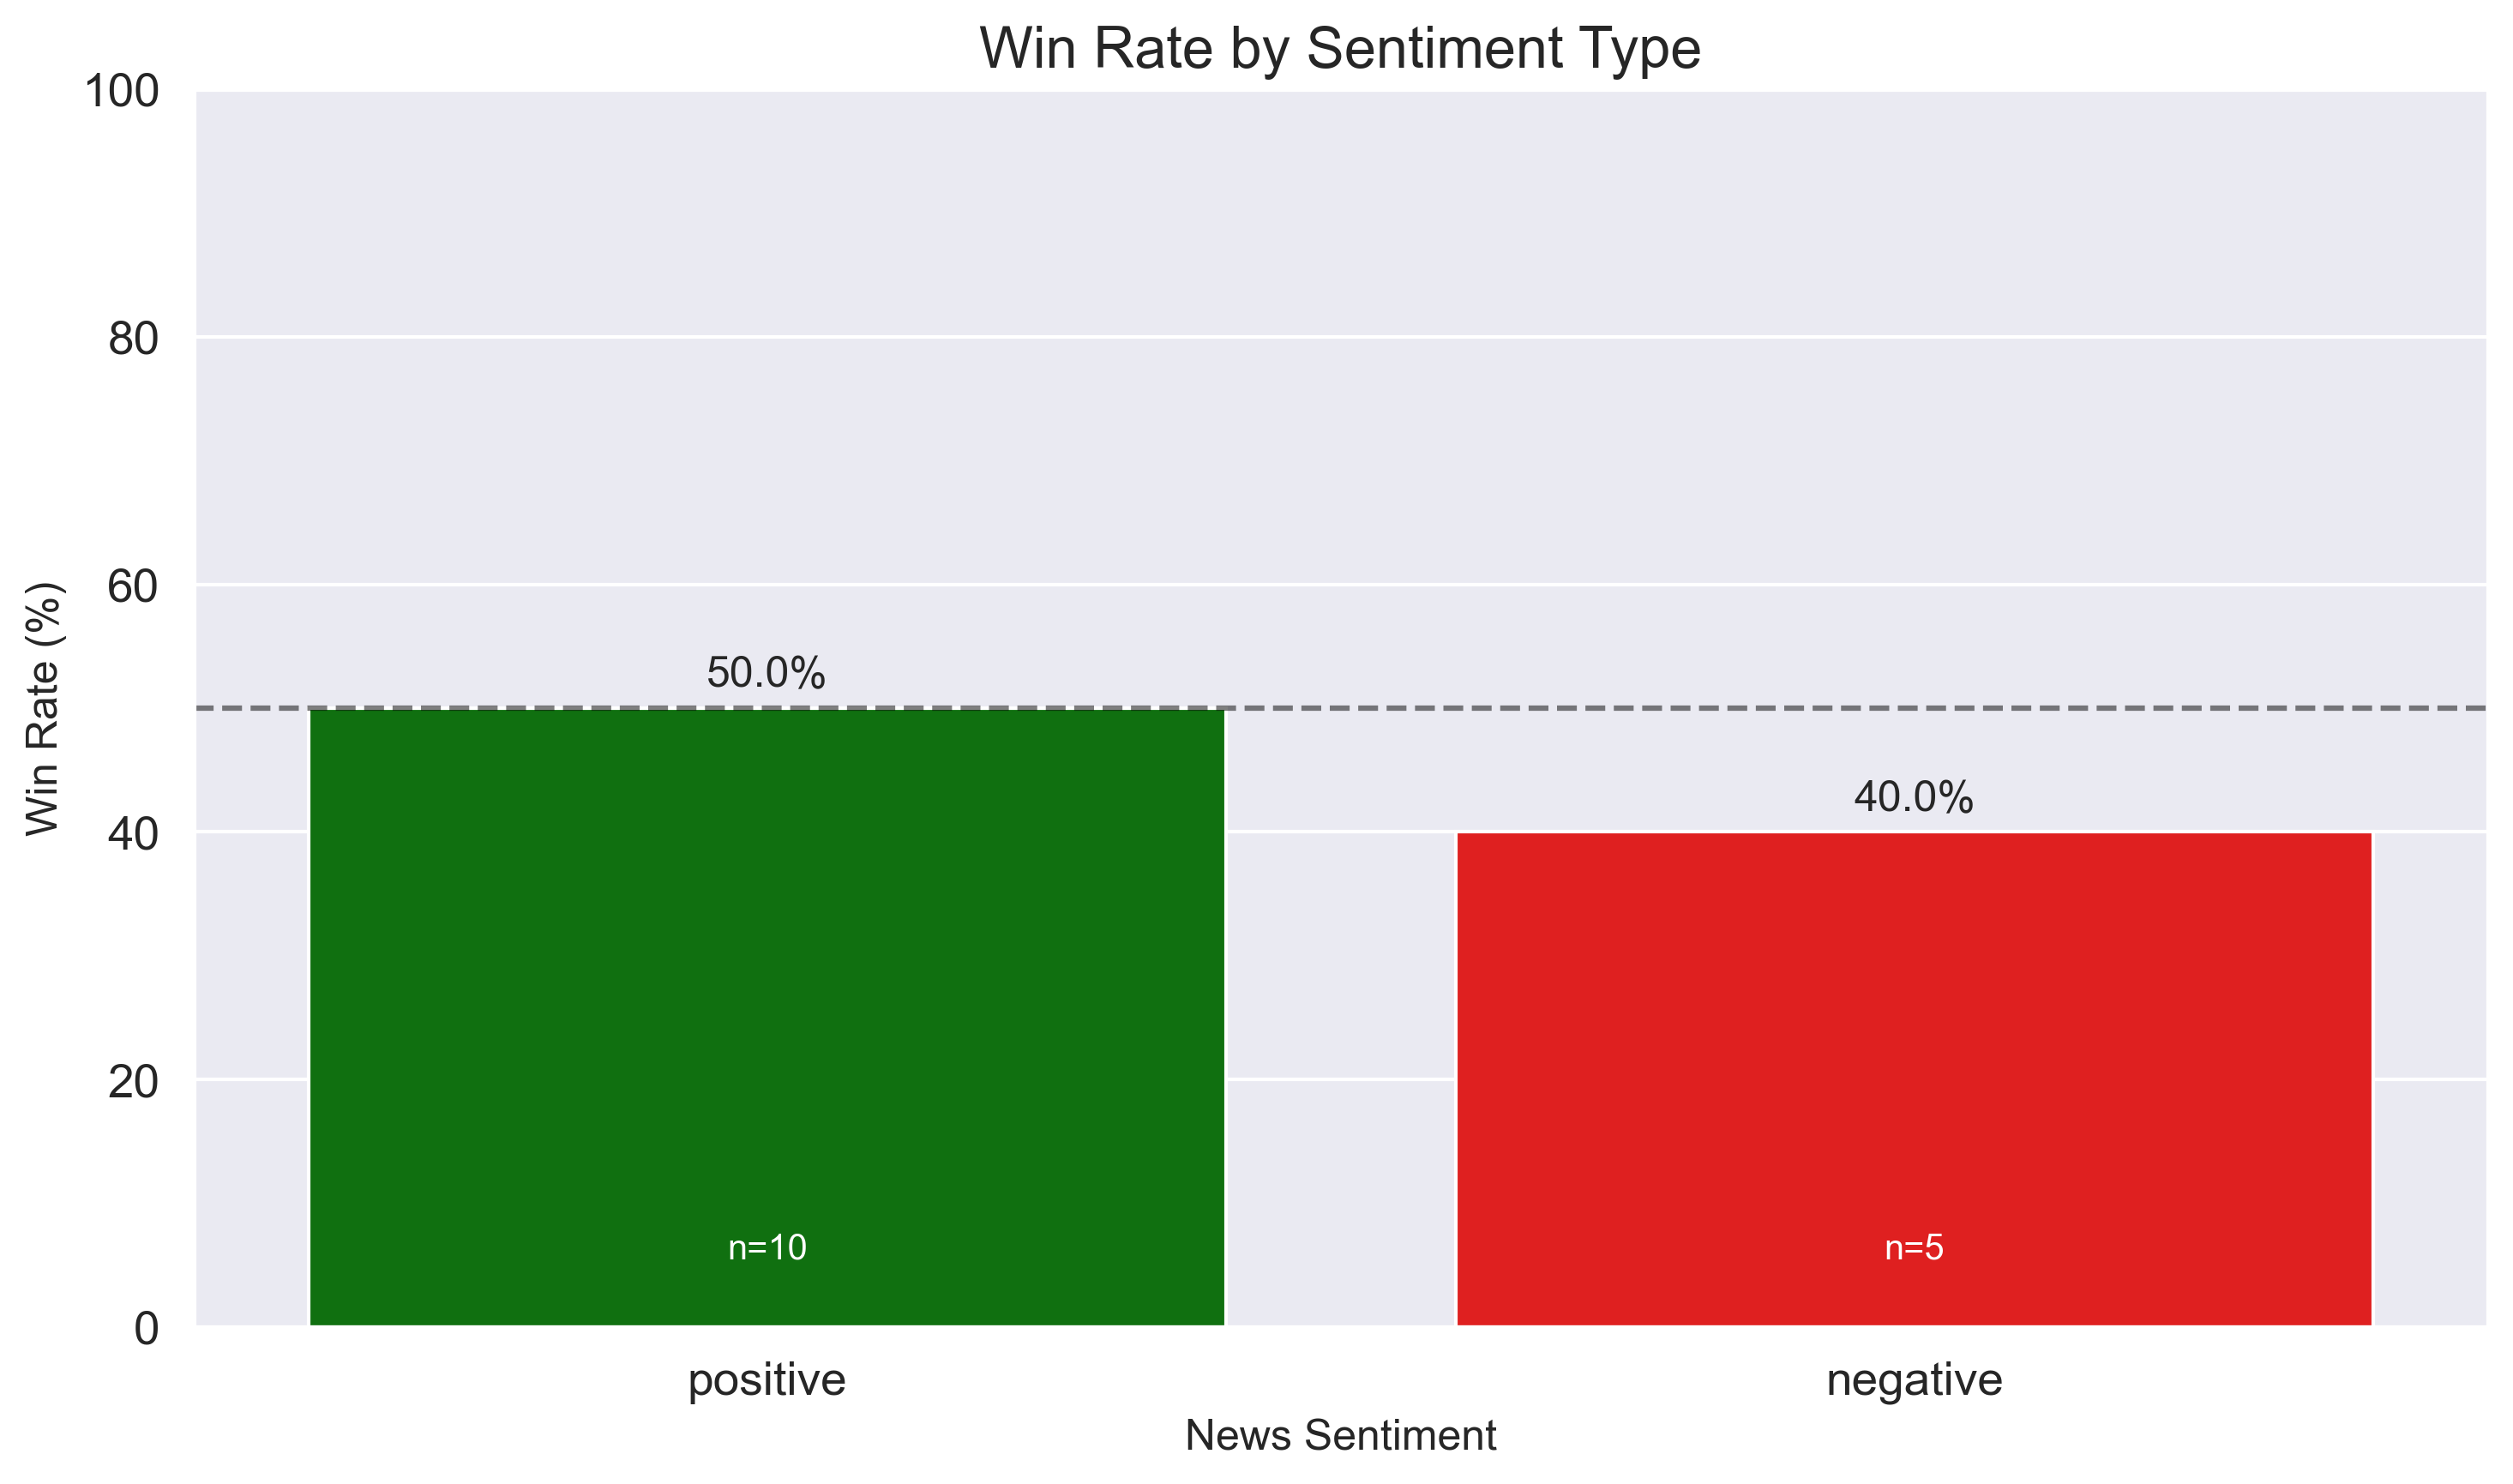 Win Rate by Sentiment Type
Win Rate (%)
100
80
60
40
20
0
50.0%
40.0%
n=10
n=5
positive
negative
News Sentiment